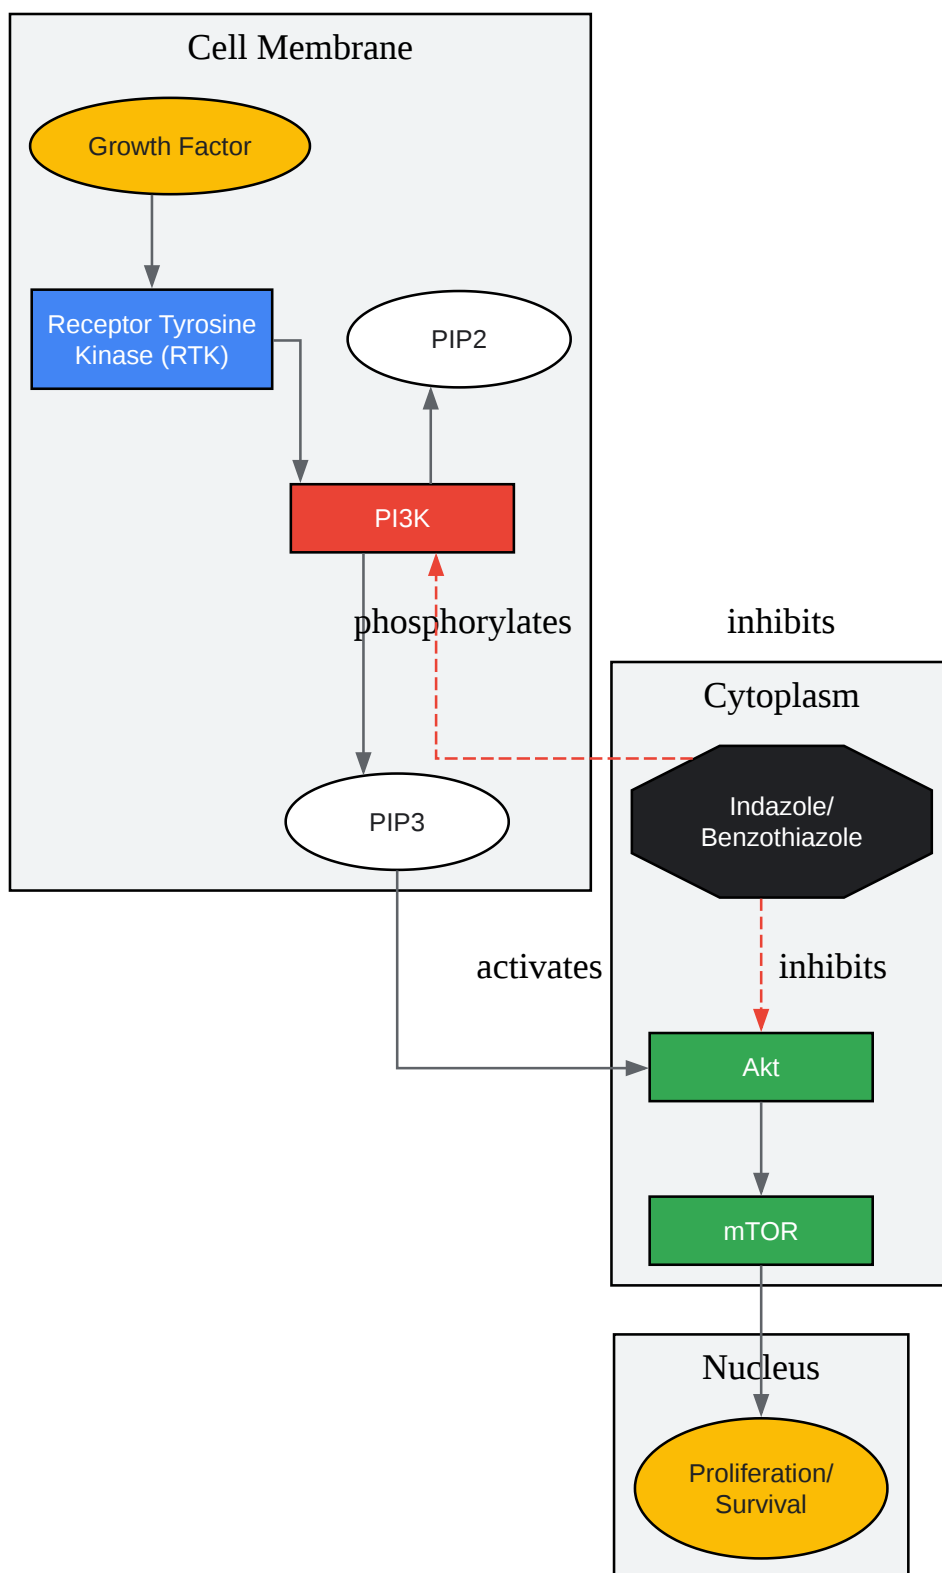 Cell Membrane
Growth Factor
Receptor Tyrosine
Kinase (RTK)
PIP2
PI3K
phosphorylates
inhibits
Cytoplasm
Indazole/
Benzothiazole
PIP3
activates
inhibits
Akt
mTOR
Nucleus
Proliferation/
Survival